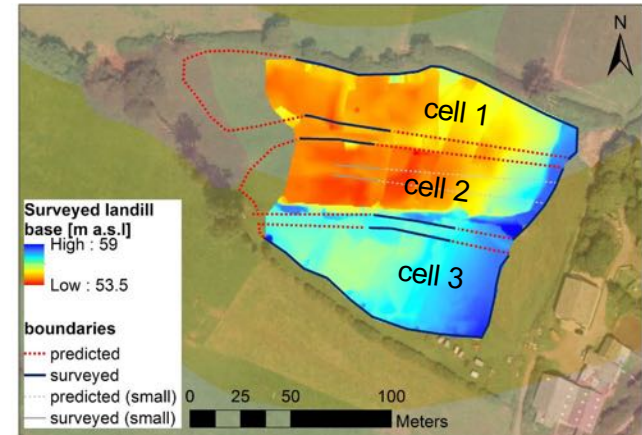 N
cell 1
cell 2
cell 3
Surveyed landill
base [m a.s.l]
High : 59
Low : 53.5
boundaries
predicted
surveyed
predicted (small)
surveyed (small)
0 25 50 100
Meters